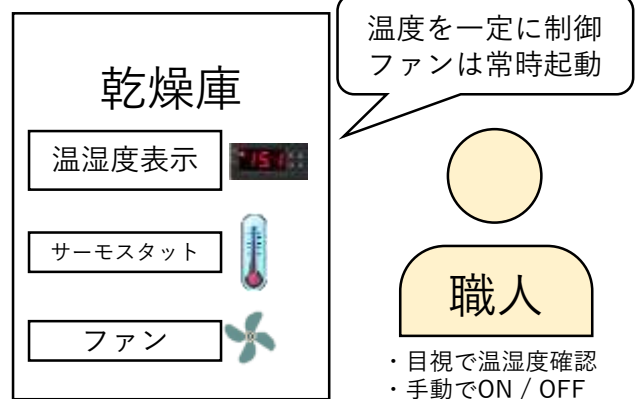 温度を一定に制御
ファンは常時起動
乾燥庫
温湿度表示
サーモスタット
ファン
職人
・目視で温湿度確認
・手動でON / OFF